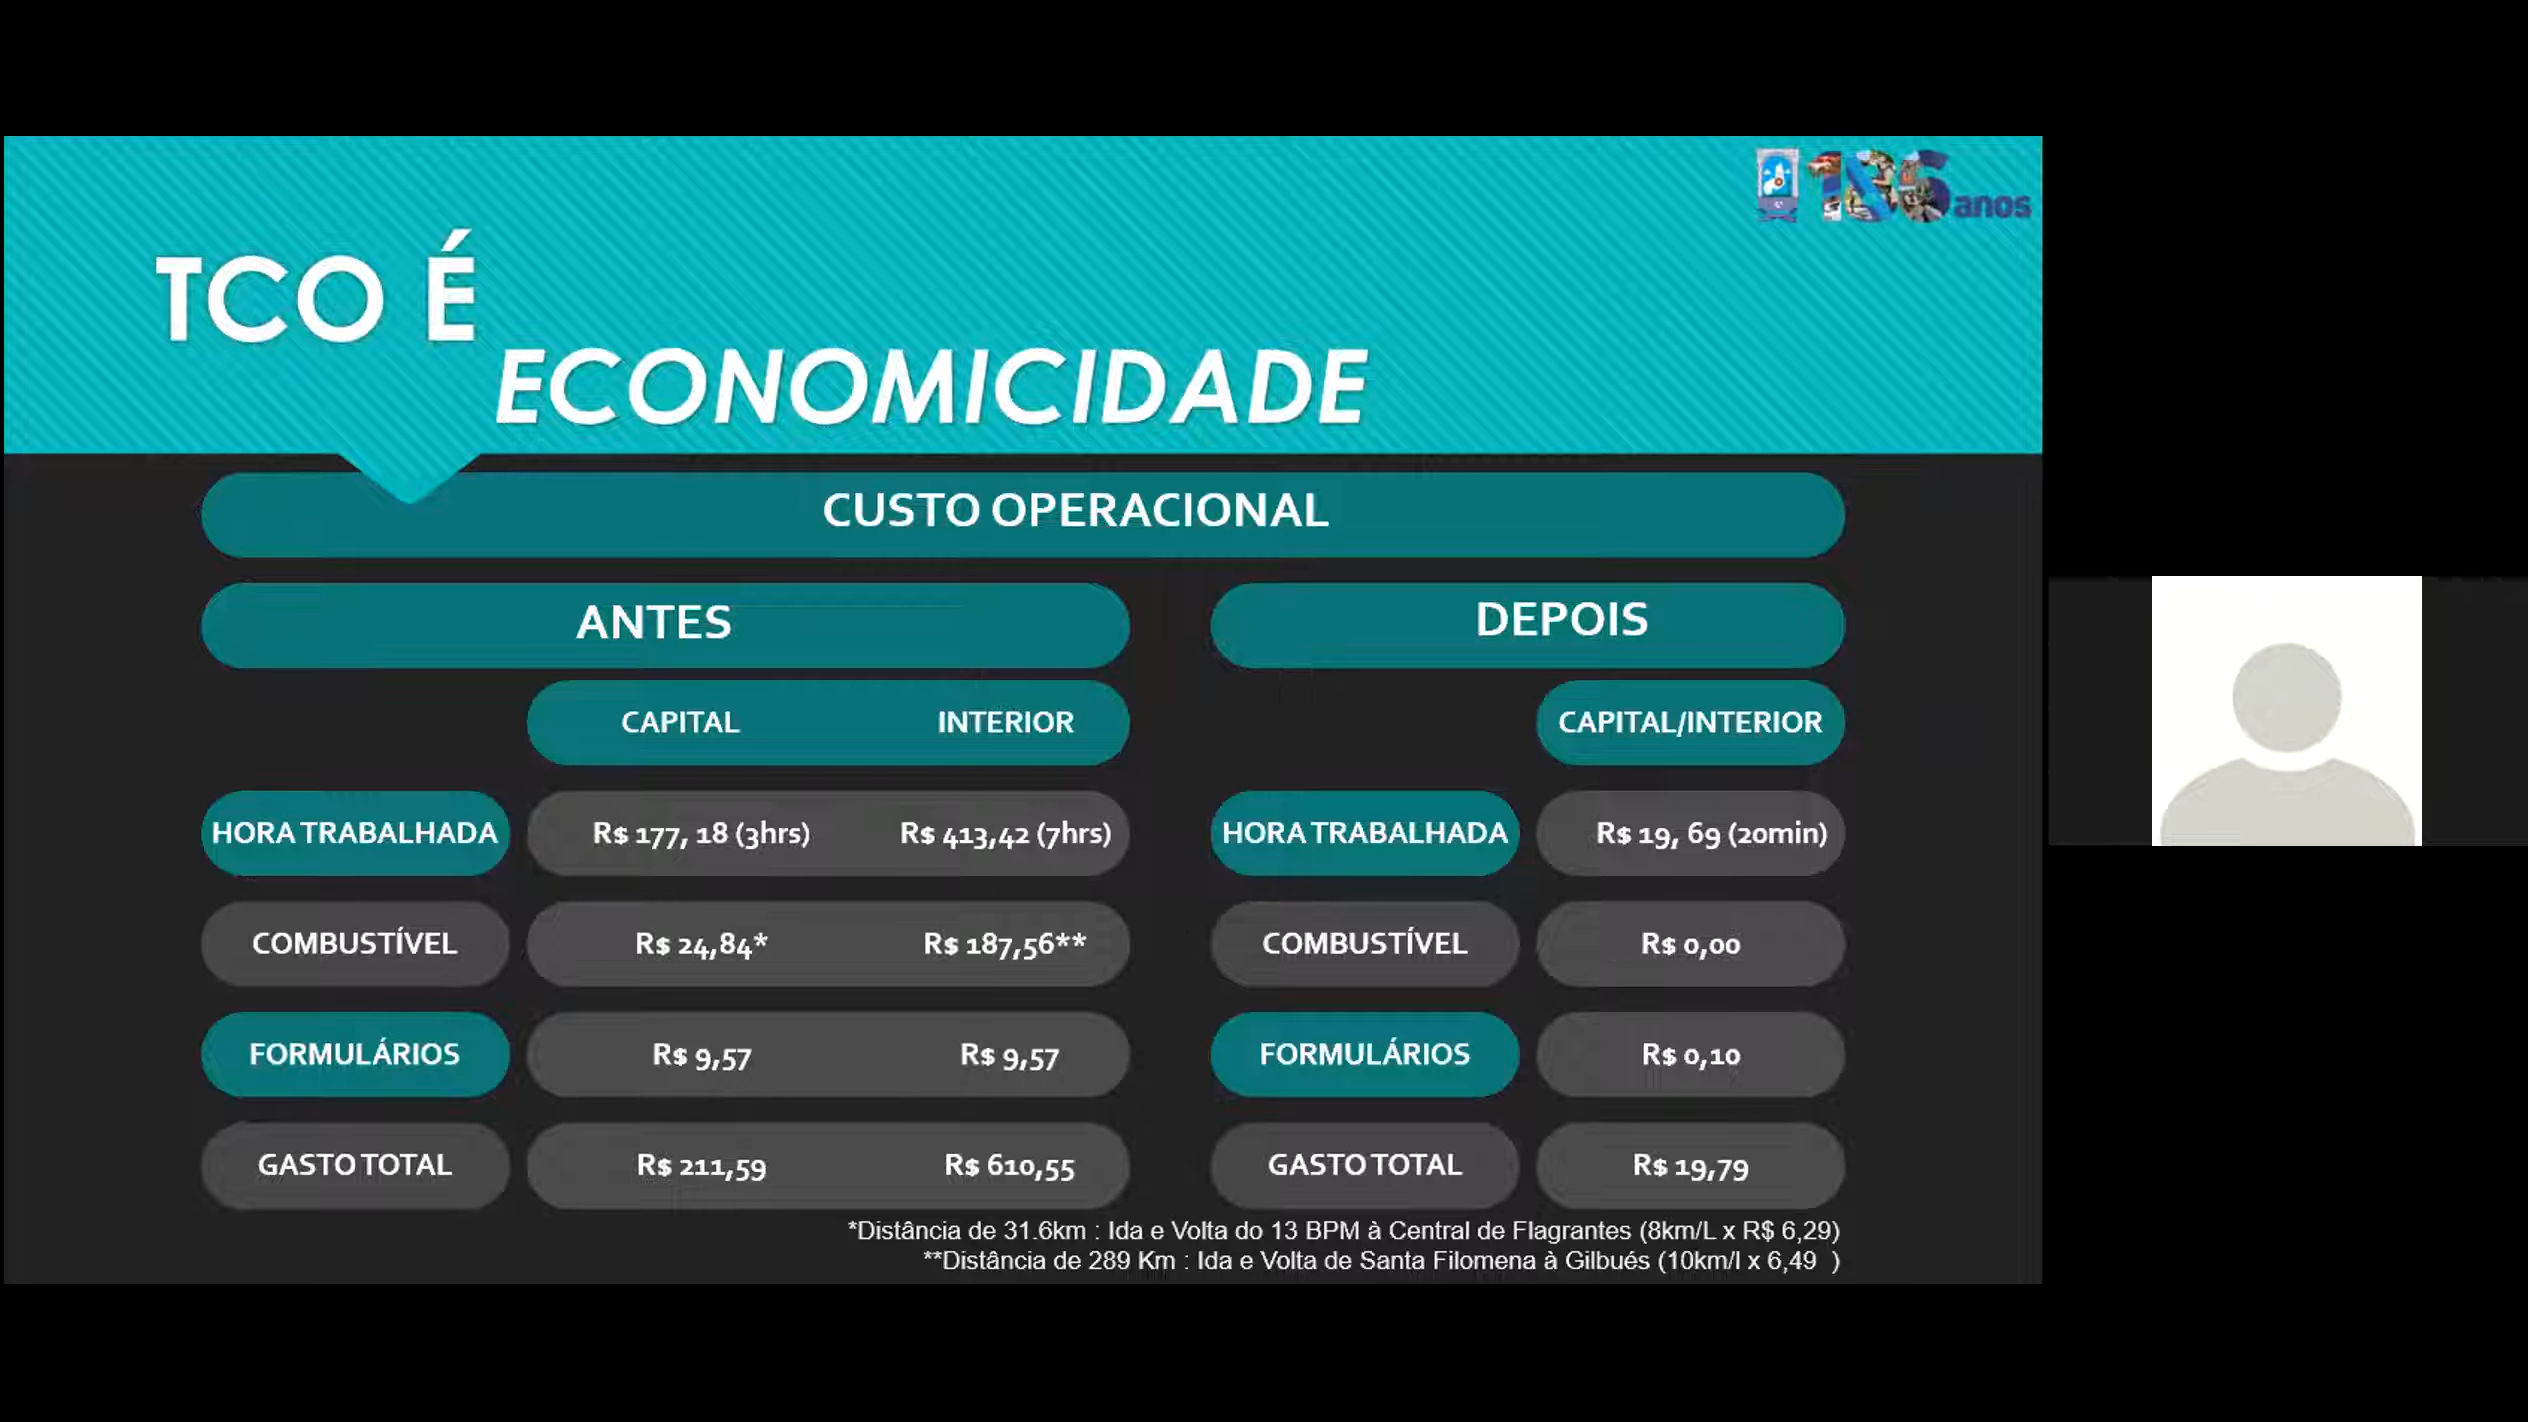 186anos
TCO É
ECONOMICIDADE
CUSTO OPERACIONAL
ANTES
DEPOIS
CAPITAL INTERIOR
CAPITAL/INTERIOR
HORA TRABALHADA R$ 177, 18 (3hrs) R$ 413,42 (7hrs)
HORA TRABALHADA R$ 19, 69 (20min)
COMBUSTÍVEL R$ 24,84* R$ 187,56**
COMBUSTÍVEL R$ 0,00
FORMULÁRIOS R$ 9,57 R$ 9,57
FORMULÁRIOS R$ 0,10
GASTO TOTAL R$ 211,59 R$ 610,55
GASTO TOTAL R$ 19,79
*Distância de 31.6km : Ida e Volta do 13 BPM à Central de Flagrantes (8km/L x R$ 6,29)
**Distância de 289 Km : Ida e Volta de Santa Filomena à Gilbués (10km/l x 6,49 )